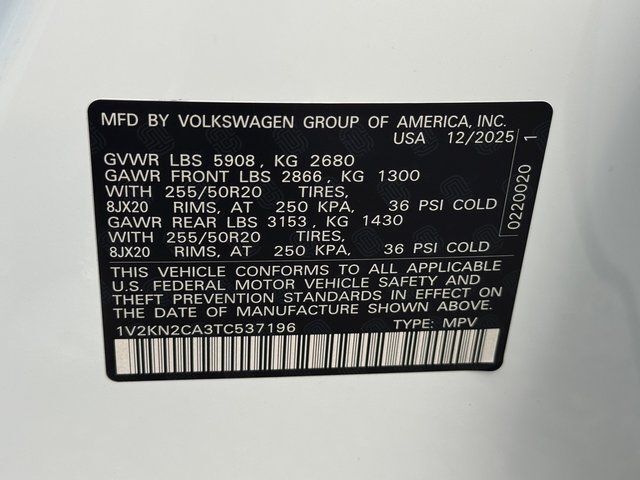 MFD BY VOLKSWAGEN GROUP OF AMERICA, INC.
USA 12/2025
GVWR LBS 5908, KG 2680
GAWR FRONT LBS 2866, KG 1300
WITH 255/50R20 TIRES,
8JX20 RIMS, AT 250 KPA, 36 PSI COLD
GAWR REAR LBS 3153, KG 1430
WITH 255/50R20 TIRES,
8JX20 RIMS, AT 250 KPA, 36 PSI COLD
THIS VEHICLE CONFORMS TO ALL APPLICABLE
U.S. FEDERAL MOTOR VEHICLE SAFETY AND
THEFT PREVENTION STANDARDS IN EFFECT ON
THE DATE OF MANUFACTURE SHOWN ABOVE.
1V2KN2CA3TC537196 TYPE: MPV
0220020 1